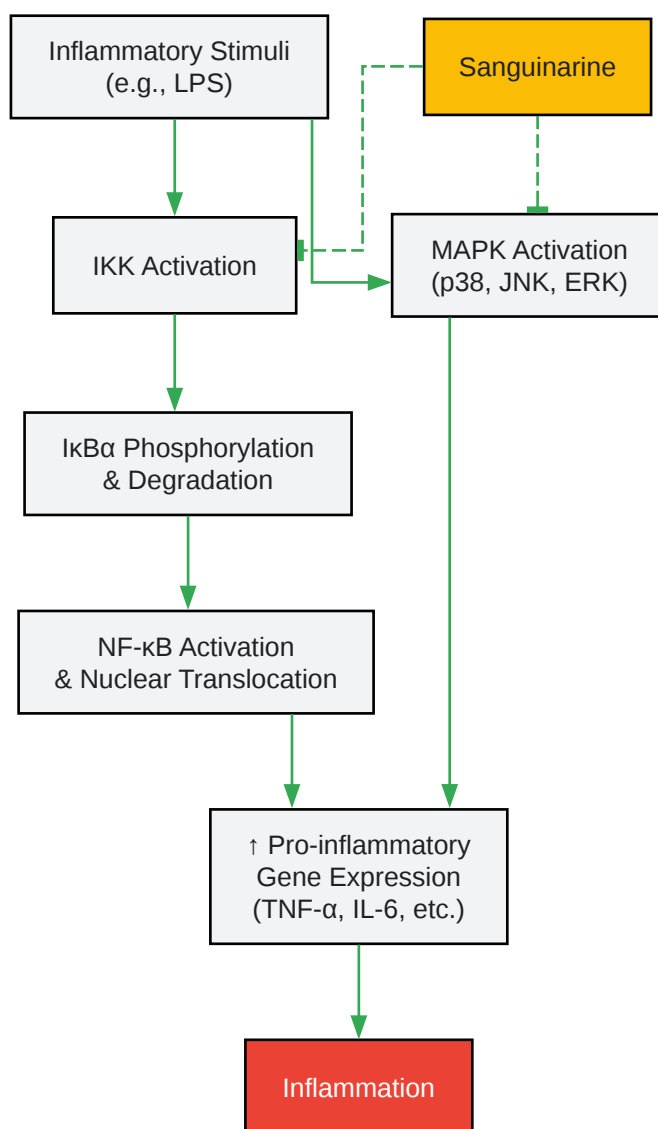 Inflammatory Stimuli
(e.g., LPS)
Sanguinarine
IKK Activation
MAPK Activation
(p38, JNK, ERK)
IκBα Phosphorylation
& Degradation
NF-κB Activation
& Nuclear Translocation
↑ Pro-inflammatory
Gene Expression
(TNF-α, IL-6, etc.)
Inflammation